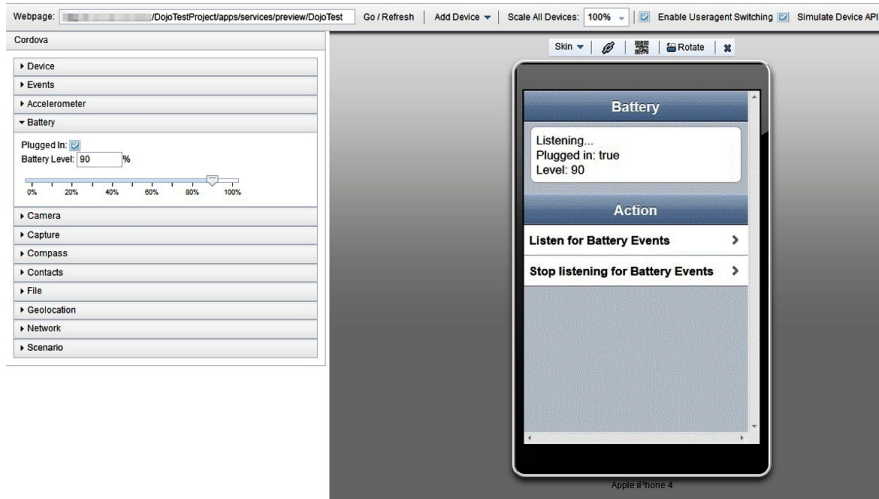 Webpage: :/DojoTestProject/apps/services/preview/DojoTest Go / Refresh Add Device Scale All Devices: 100% Enable Useragent Switching Simulate Device API
Cordova
Device
Events
Accelerometer
Battery
Plugged In:
Battery Level: 90 %
0% 20% 40% 60% 80% 100%
Camera
Capture
Compass
Contacts
File
Geolocation
Network
Scenario
Skin Rotate
Battery
Listening...
Plugged in: true
Level: 90
Action
Listen for Battery Events
Stop listening for Battery Events
Apple iPhone 4